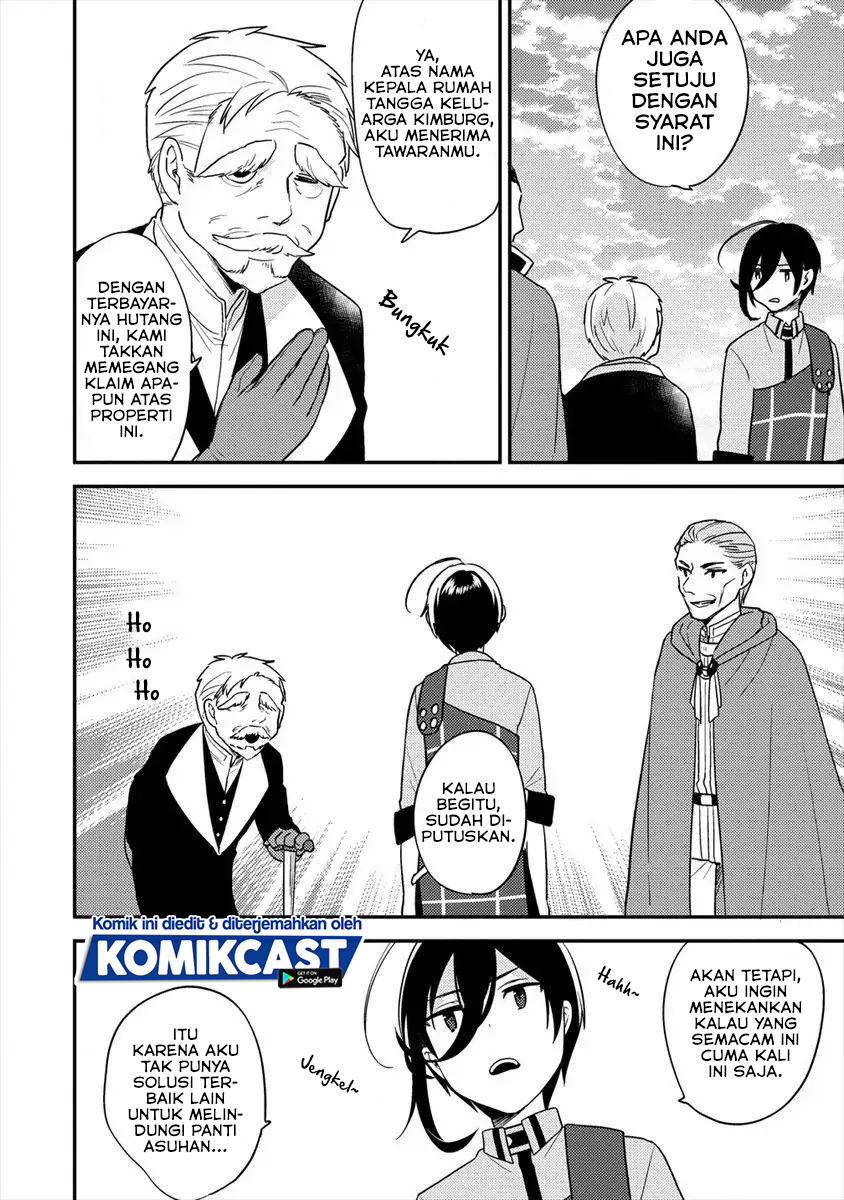 APA ANDA
JUGA
SETUJU
DENGAN
SYARAT
INI?
YA,
ATAS NAMA
KEPALA RUMAH
TANGGA KELU-
ARGA KIMBURG,
AKU MENERIMA
TAWARANMU.
Bungkuk
DENGAN
TERBAYAR-
NYA HUTANG
INI, KAMI
TAKKAN
MEMEGANG
KLAIM APA-
PUN ATAS
PROPERTI
INI.
Ho
Ho
Ho
KALAU
BEGITU,
SUDAH DI-
PUTUSKAN.
Komik ini diedit & diterjemahkan oleh
KOMIKCAST
GET IT ON
Google Play
AKAN TETAPI,
AKU INGIN
MENEKANKAN
KALAU YANG
SEMACAM INI
CUMA KALI
INI SAJA.
Hahh~
Jengkel~
ITU
KARENA AKU
TAK PUNYA
SOLUSI TER-
BAIK LAIN
UNTUK MELIN-
DUNGI PANTI
ASUHAN...